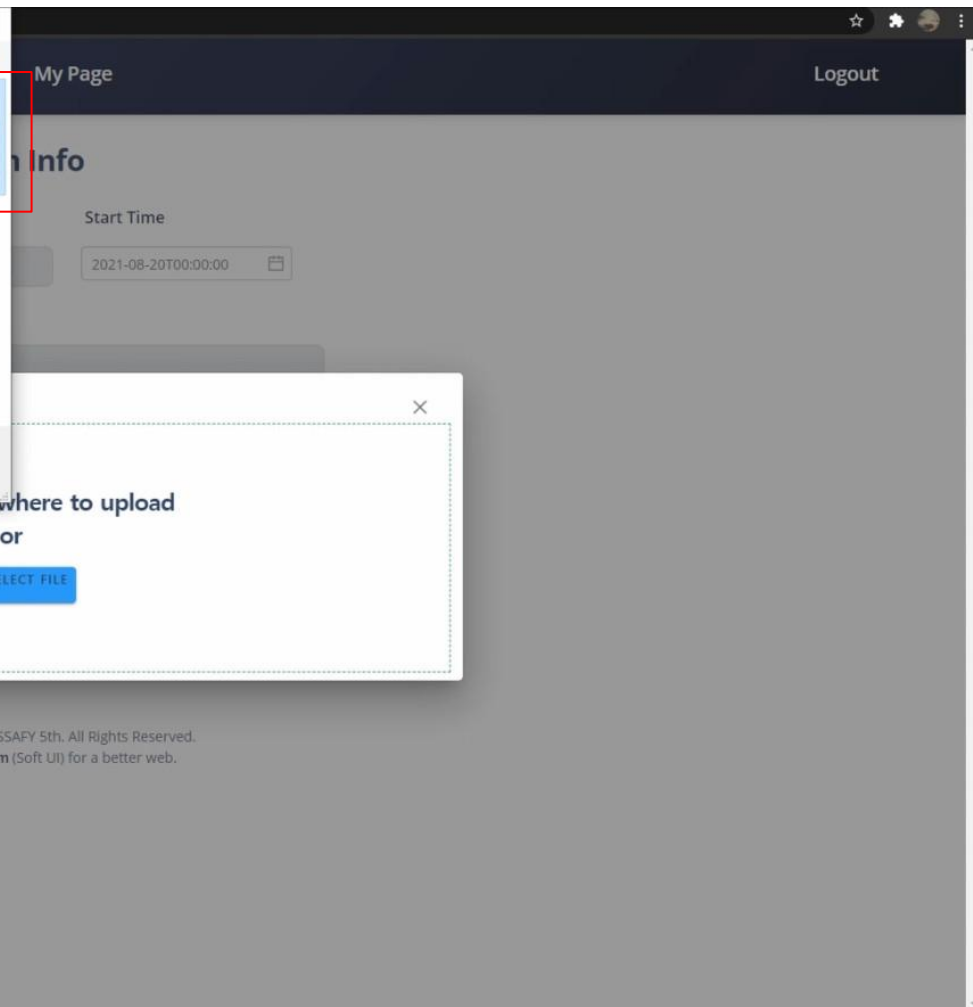 My Page
Logout
Info
Start Time
2021-08-20T00:00:00
where to upload
or
FILE
SSAFY 5th. All Rights Reserved.
(Soft UI) for a better web.